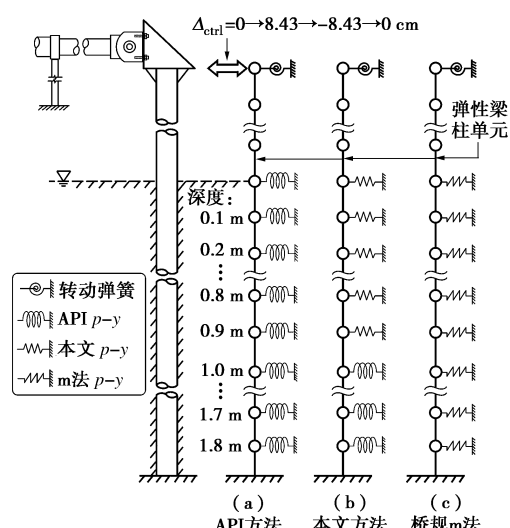 Δctrl=0→8.43→-8.43→0 cm
弹性梁
柱单元
深度：
0.1 m
0.2 m
0.8 m
0.9 m
1.0 m
1.7 m
1.8 m
转动弹簧
API p-y
本文 p-y
m法 p-y
(a)
API方法
(b)
本文方法
(c)
桥规m法